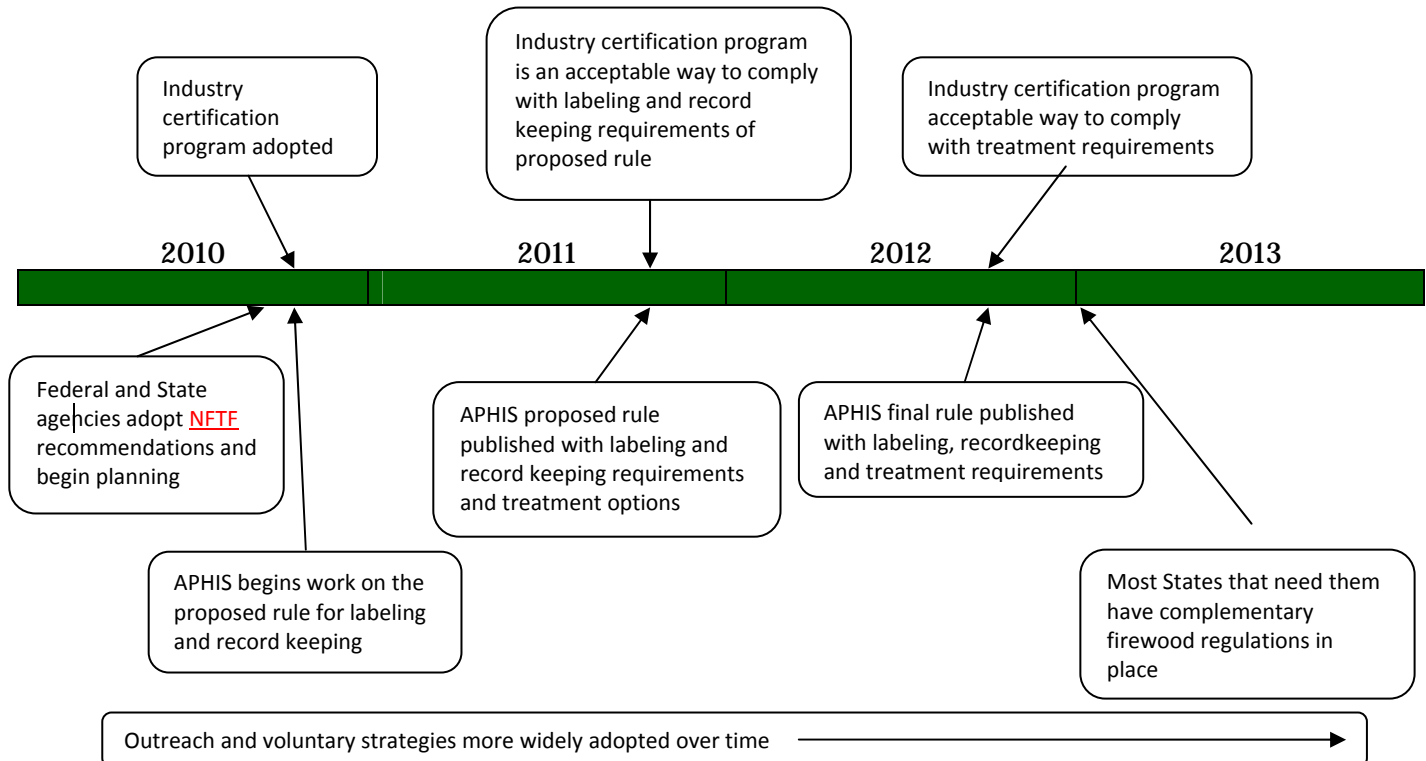 Industry
certification
program adopted
Industry certification program
is an acceptable way to comply
with labeling and record
keeping requirements of
proposed rule
Industry certification program
acceptable way to comply
with treatment requirements
2010
2011
2012
2013
Federal and State
agencies adopt NFTF
recommendations and
begin planning
APHIS begins work on the
proposed rule for labeling
and record keeping
APHIS proposed rule
published with labeling and
record keeping requirements
and treatment options
APHIS final rule published
with labeling, recordkeeping
and treatment requirements
Most States that need them
have complementary
firewood regulations in
place
Outreach and voluntary strategies more widely adopted over time